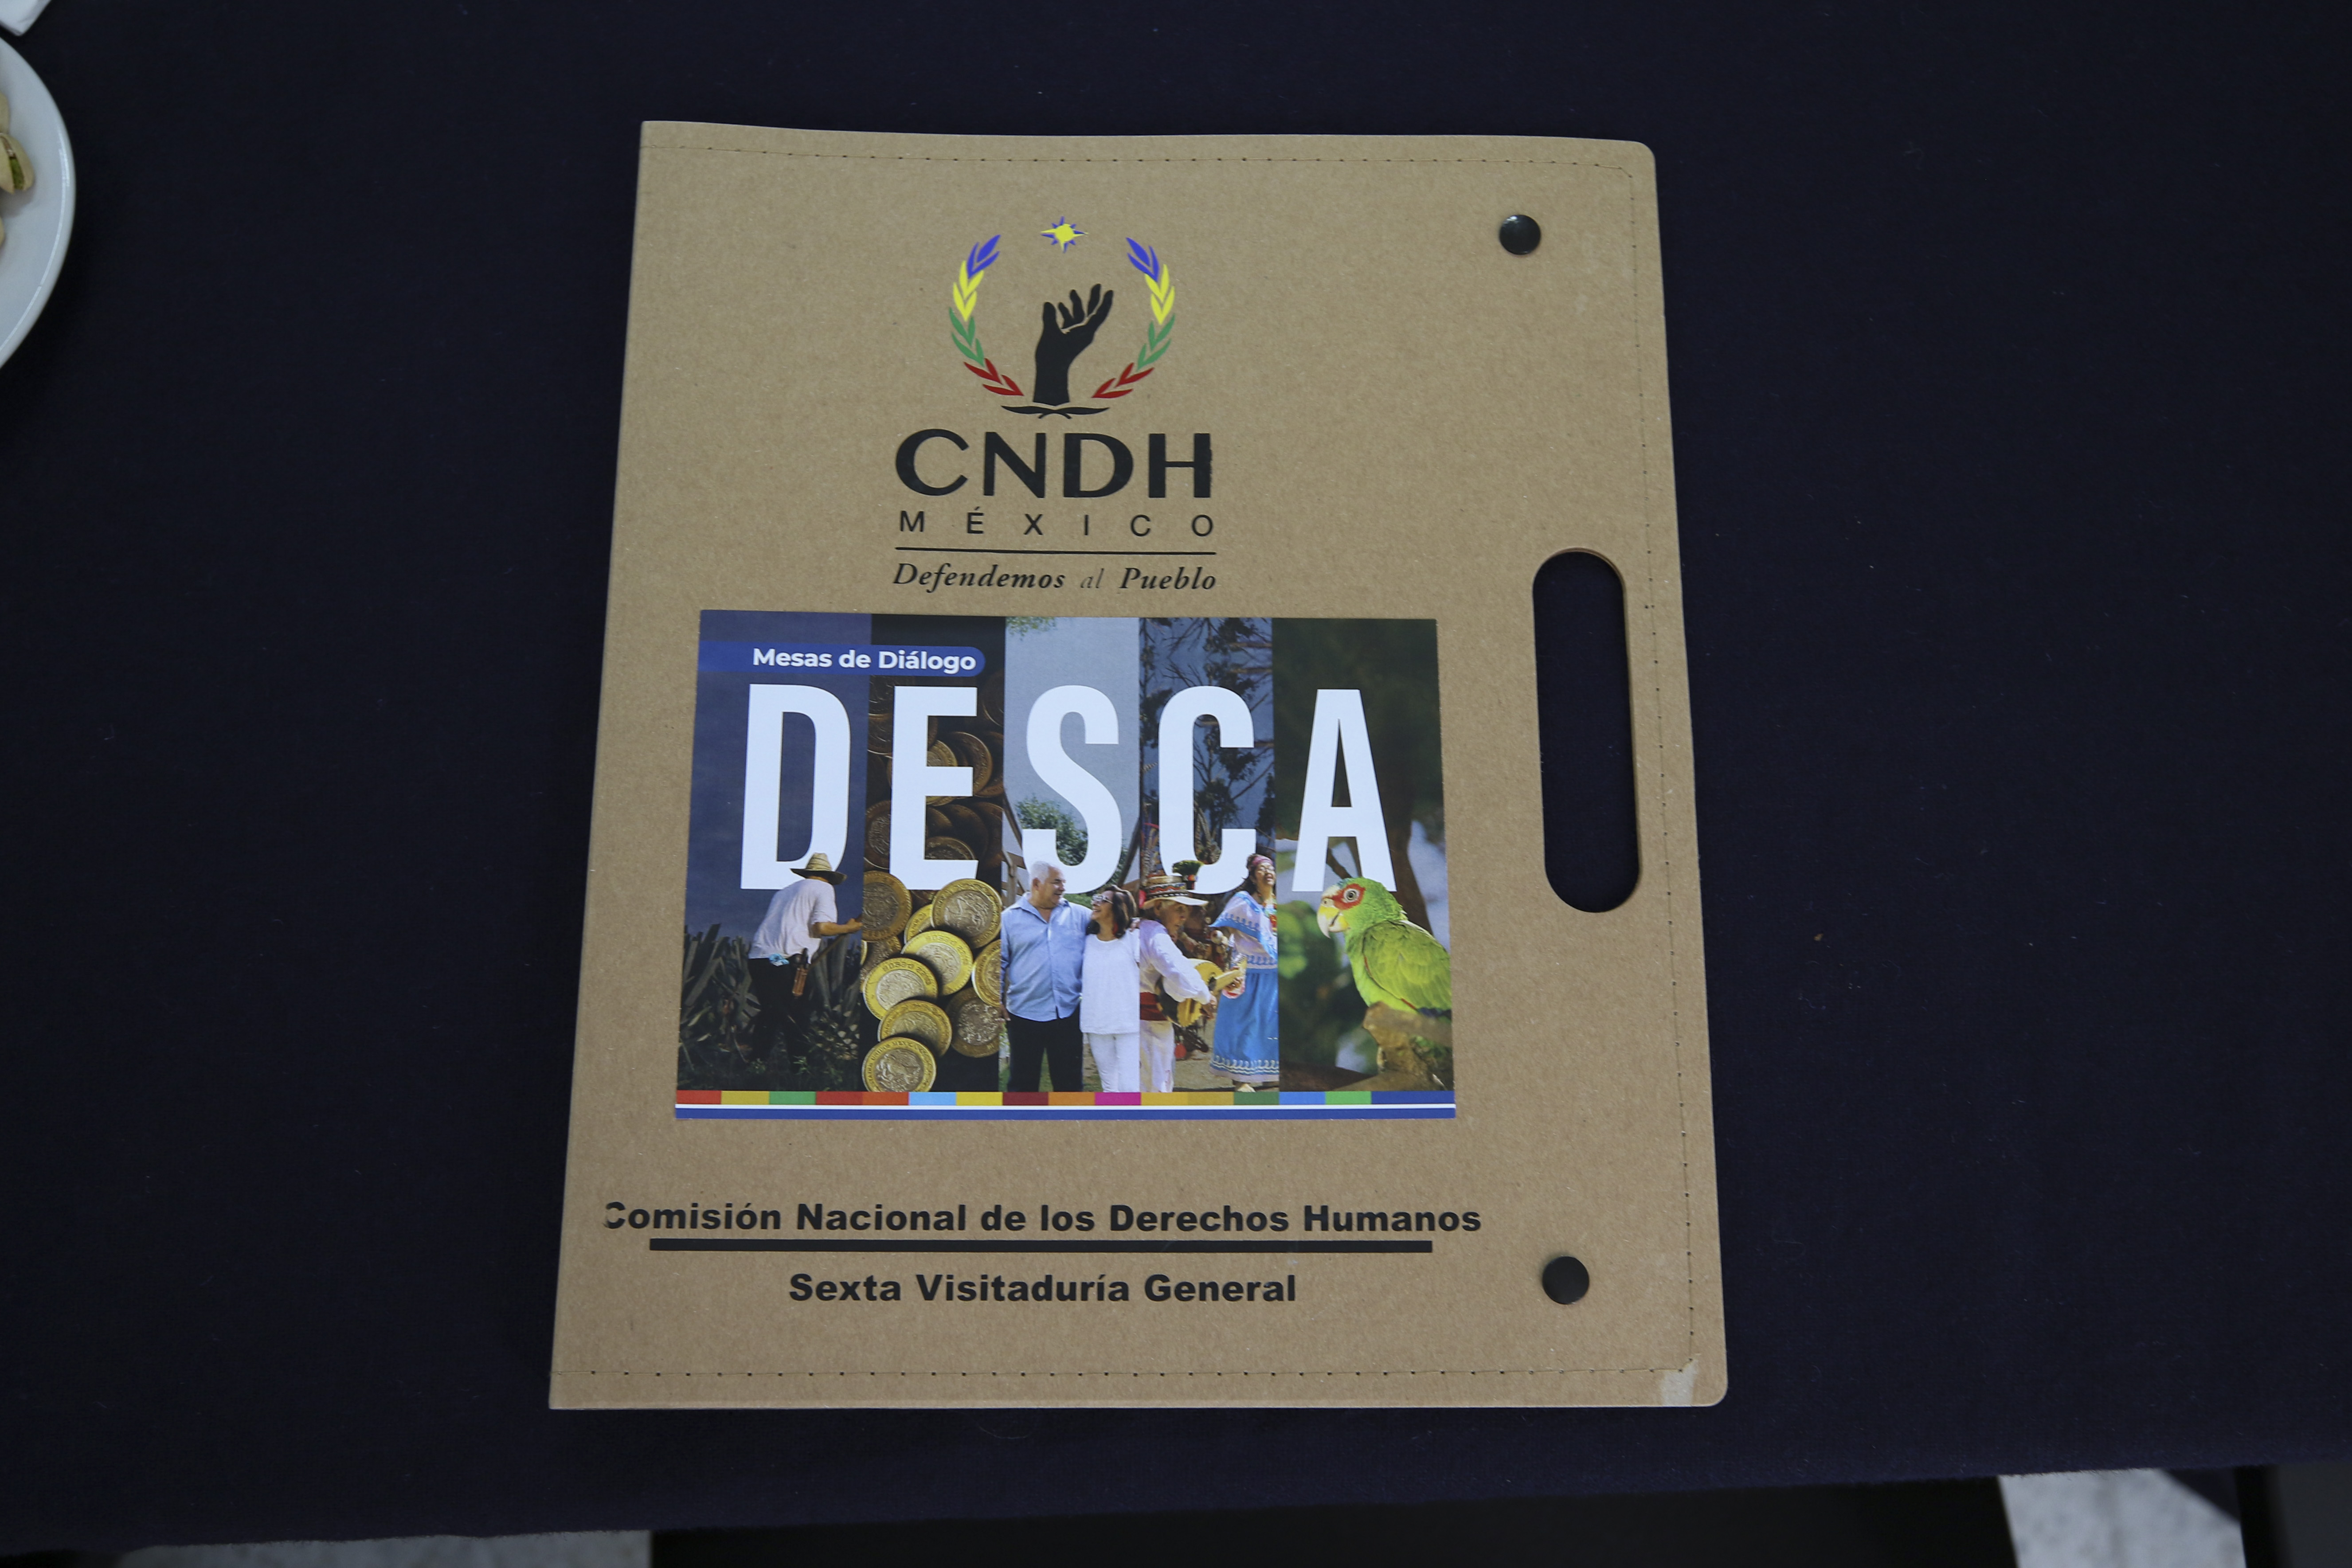 CNDH
MÉXICO
Defendemos al Pueblo
Mesas de Diálogo
DESCA
Comisión Nacional de los Derechos Humanos
Sexta Visitaduría General